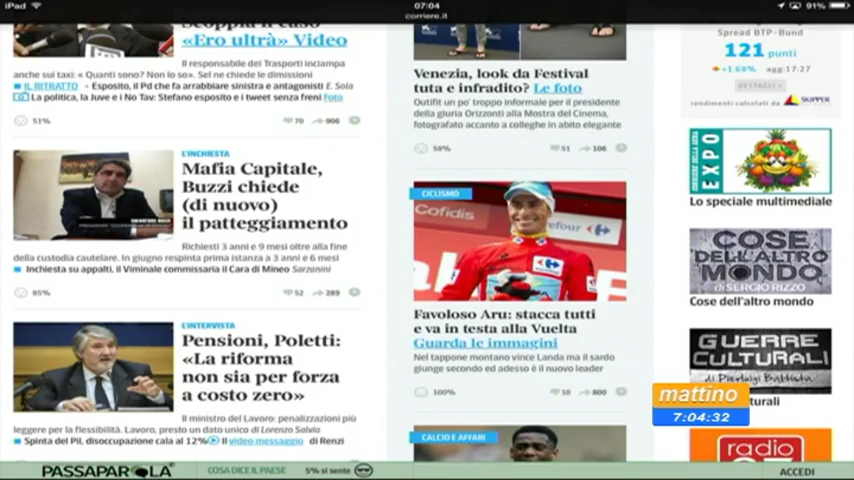 iPad
07:04
91%
corriere.it
Scoppia il caso
«Ero ultrà» Video
Il responsabile dei Trasporti inciampa
anche sui taxi: « Quanti sono? Non lo so». Sel ne chiede le dimissioni
IL RITRATTO - Esposito, il Pd che fa arrabbiare sinistra e antagonisti E. Sola
La politica, la Juve e i No Tav: Stefano esposito e i tweet senza freni Foto
51%
70
906
L'INCHIESTA
Mafia Capitale,
Buzzi chiede
(di nuovo)
il patteggiamento
SALVATORE BUZZI
Richiesti 3 anni e 9 mesi oltre alla fine
della custodia cautelare. In giugno respinta prima istanza a 3 anni e 6 mesi
Inchiesta su appalti, il Viminale commissaria il Cara di Mineo Sarzanini
85%
52
289
L'INTERVISTA
Pensioni, Poletti:
«La riforma
non sia per forza
a costo zero»
Il ministro del Lavoro: penalizzazioni più
leggere per la flessibilità. Lavoro, presto un dato unico di Lorenzo Salvia
Spinta del Pil, disoccupazione cala al 12% Il video messaggio di Renzi
Venezia, look da Festival
tuta e infradito? Le foto
Outifit un po' troppo informale per il presidente
della giuria Orizzonti alla Mostra del Cinema,
fotografato accanto a colleghe in abito elegante
58%
51
106
CICLISMO
Cofidis
Carrefour
Favoloso Aru: stacca tutti
e va in testa alla Vuelta
Guarda le immagini
Nel tappone montano vince Landa ma il sardo
giunge secondo ed adesso è il nuovo leader
100%
10
800
CALCIO E AFFARI
Spread BTP-Bund
121 punti
+1.68% agg:17:27
DETTAGLI
rendimenti calcolati da SKIPPER
EXPO
Lo speciale multimediale
COSE
DELL'ALTRO
MONDO
di SERGIO RIZZO
Cose dell'altro mondo
GUERRE
CULTURALI
di Pierluigi Battista
turali
mattino
7:04:32
radio
PASSAPAROLA
COSA DICE IL PAESE
5% si sente
ACCEDI